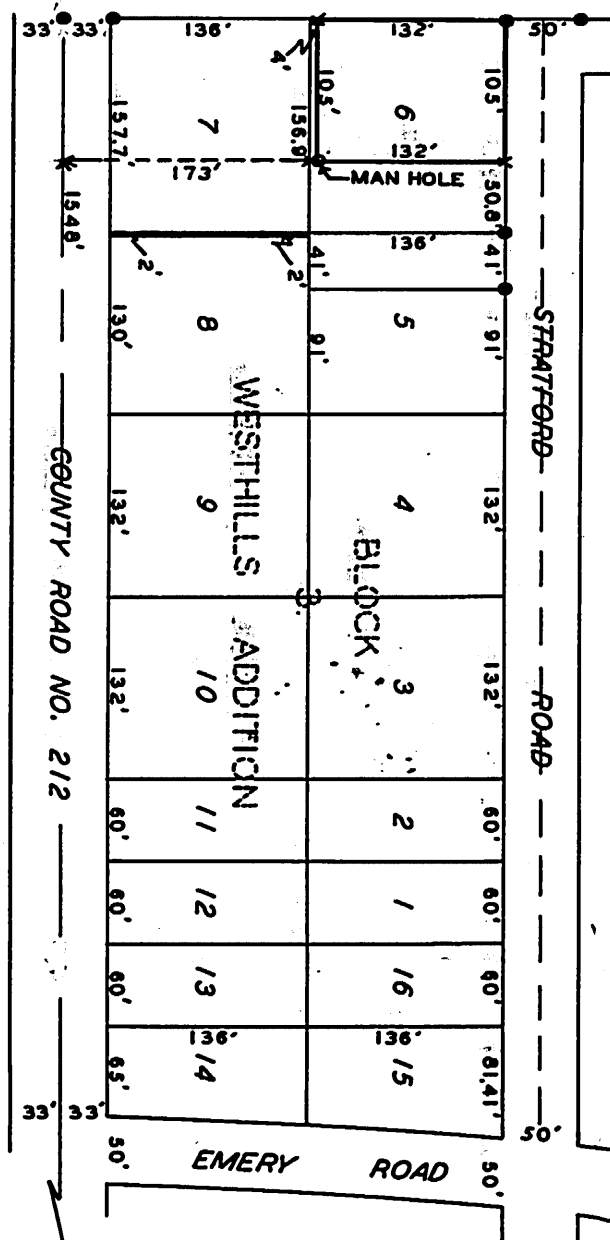 33' 33' 136' 132' 50'
4'
105' 105'
157.7' 7 156.9' 6
173' 132'
MAN HOLE
1548' 50.8'
136'
2' 2' 41' 41'
130' 8 91' 5 91'
STRATFORD ROAD
WESTHILLS ADDITION
BLOCK
COUNTY ROAD NO. 212
132' 9 4 132'
132' 10 3 132'
60' 11 2 60'
60' 12 1 60'
60' 13 16 60'
136' 136'
65' 14 15 81.41'
33' 33' 50'
50' EMERY ROAD 50'